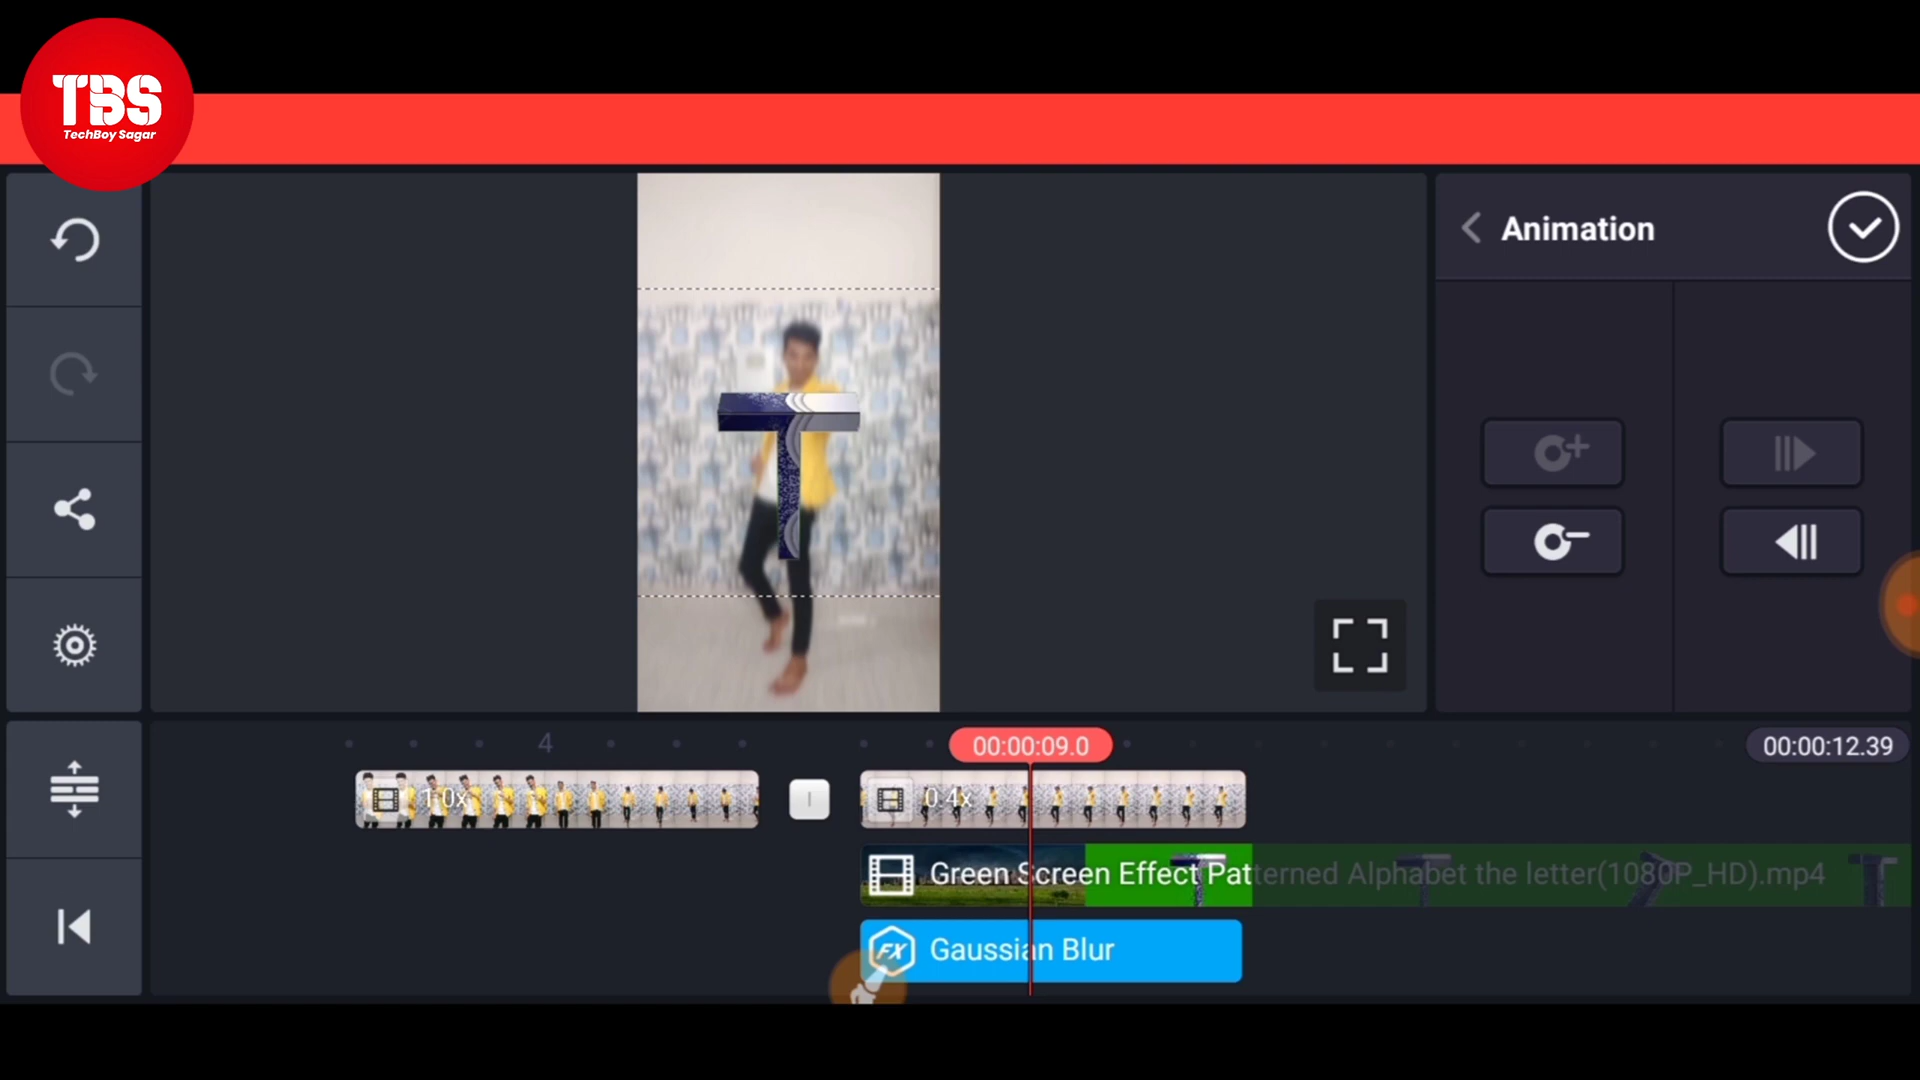 TBS
TechBoy Sagar
Animation
4
00:00:09.0
00:00:12.39
1.0x
0.4x
Green Screen Effect Patterned Alphabet the letter(1080P_HD).mp4
FX
Gaussian Blur
T